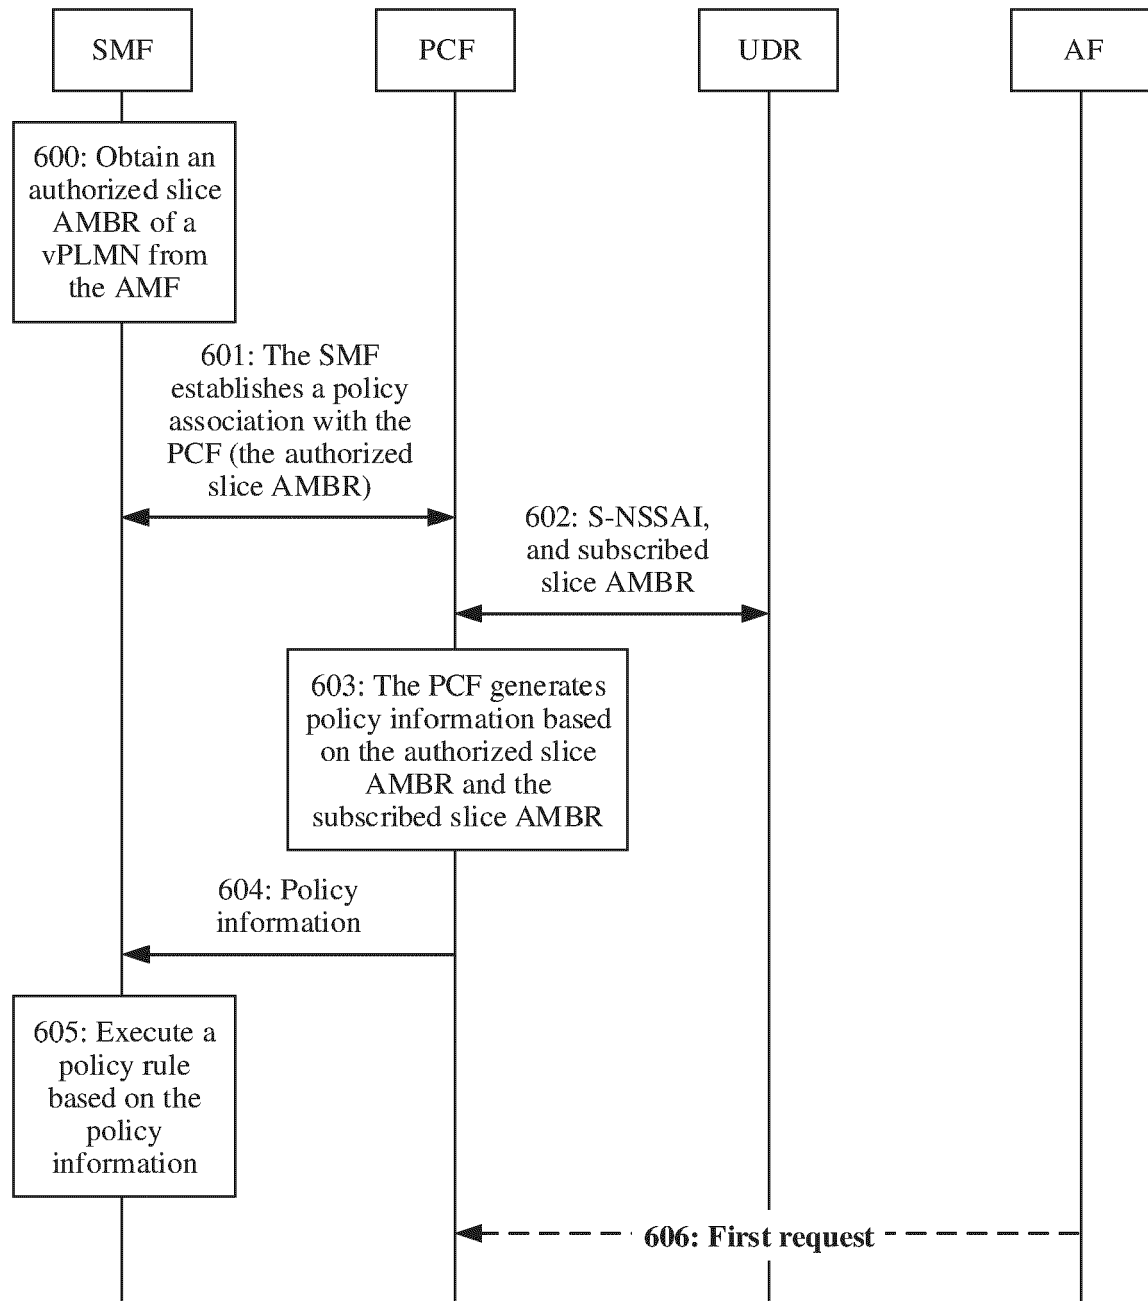 SMF
PCF
UDR
AF
600: Obtain an
authorized slice
AMBR of a
vPLMN from
the AMF
601: The SMF
establishes a policy
association with the
PCF (the authorized
slice AMBR)
602: S-NSSAI,
and subscribed
slice AMBR
603: The PCF generates
policy information based
on the authorized slice
AMBR and the
subscribed slice AMBR
604: Policy
information
605: Execute a
policy rule
based on the
policy
information
606: First request